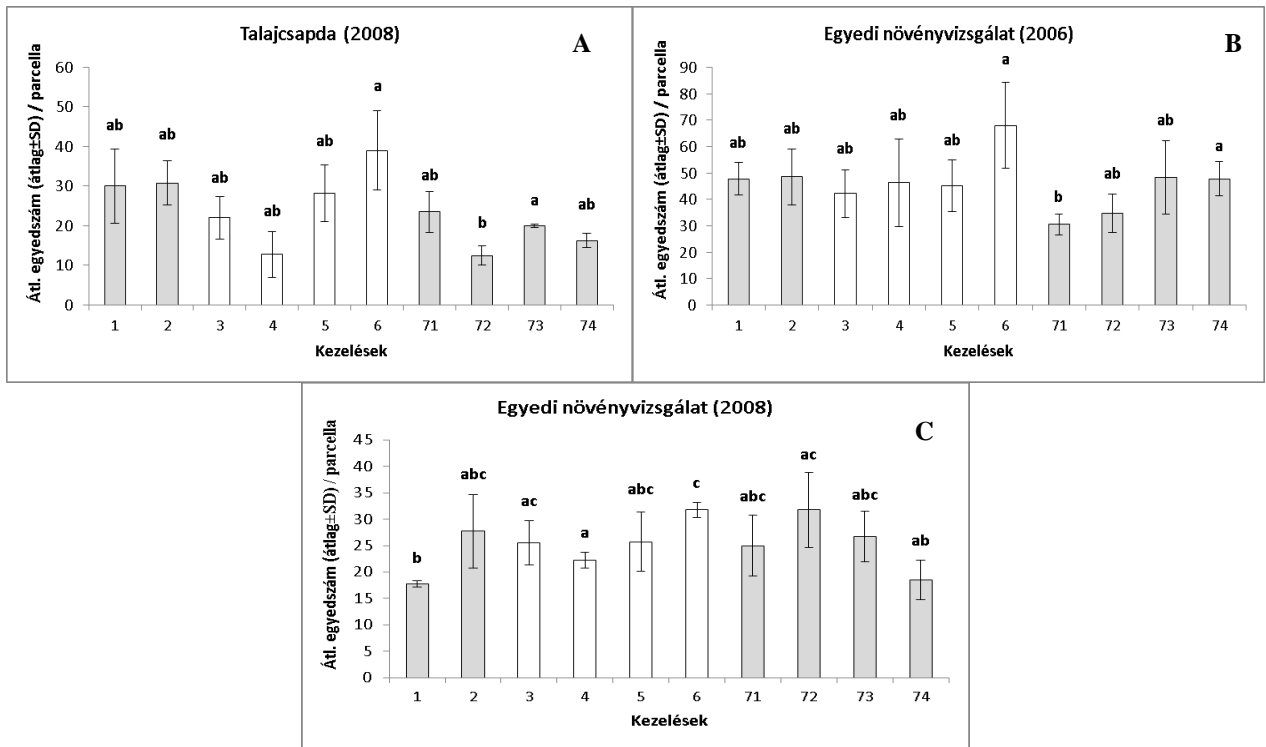 Talajcsapda (2008)
A
Átl. egyedszám (átlag±SD) / parcella
60
50
40
30
20
10
0
ab ab ab ab ab a ab b a ab
1 2 3 4 5 6 71 72 73 74
Kezelések
Egyedi növényvizsgálat (2006)
B
Átl. egyedszám (átlag±SD) / parcella
90
80
70
60
50
40
30
20
10
0
ab ab ab ab ab a b ab ab a
1 2 3 4 5 6 71 72 73 74
Kezelések
Egyedi növényvizsgálat (2008)
C
Átl. egyedszám (átlag±SD) / parcella
45
40
35
30
25
20
15
10
5
0
b abc ac a abc c abc ac abc ab
1 2 3 4 5 6 71 72 73 74
Kezelések